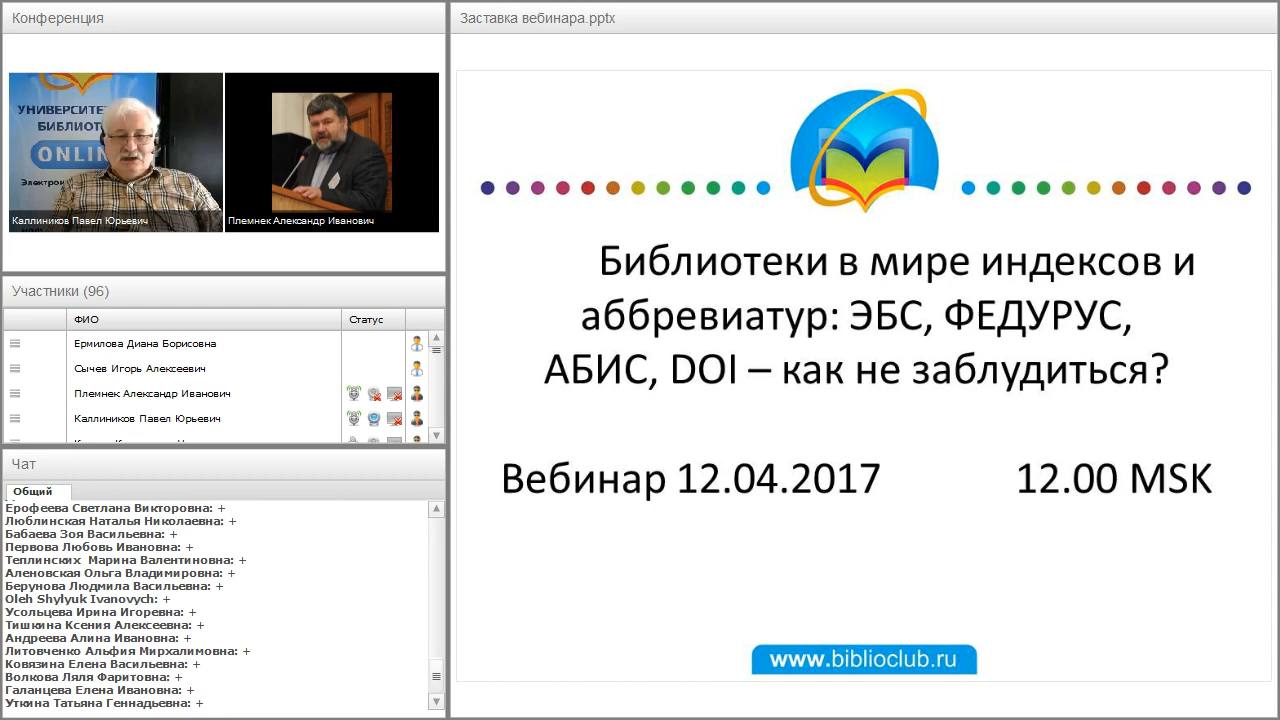 Конференция
УНИВЕРСИТЕТ
БИБЛИОТЕ
ONLIN
Электрон
Каллиников Павел Юрьевич
Племнек Александр Иванович
Участники (96)
ФИО Статус
Ермилова Диана Борисовна
Сычев Игорь Алексеевич
Племнек Александр Иванович
Каллиников Павел Юрьевич
Чат
Общий
Ерофеева Светлана Викторовна: +
Люблинская Наталья Николаевна: +
Бабаева Зоя Васильевна: +
Первова Любовь Ивановна: +
Теплинских Марина Валентиновна: +
Аленовская Ольга Владимировна: +
Берунова Людмила Васильевна: +
Oleh Shylyuk Ivanovych: +
Усольцева Ирина Игоревна: +
Тишкина Ксения Алексеевна: +
Андреева Алина Ивановна: +
Литовченко Альфия Мирхалимовна: +
Ковязина Елена Васильевна: +
Волкова Ляля Фаритовна: +
Галанцева Елена Ивановна: +
Уткина Татьяна Геннадьевна: +
Заставка вебинара.pptx
Библиотеки в мире индексов и
аббревиатур: ЭБС, ФЕДУРУС,
АБИС, DOI – как не заблудиться?
Вебинар 12.04.2017 12.00 MSK
www.biblioclub.ru